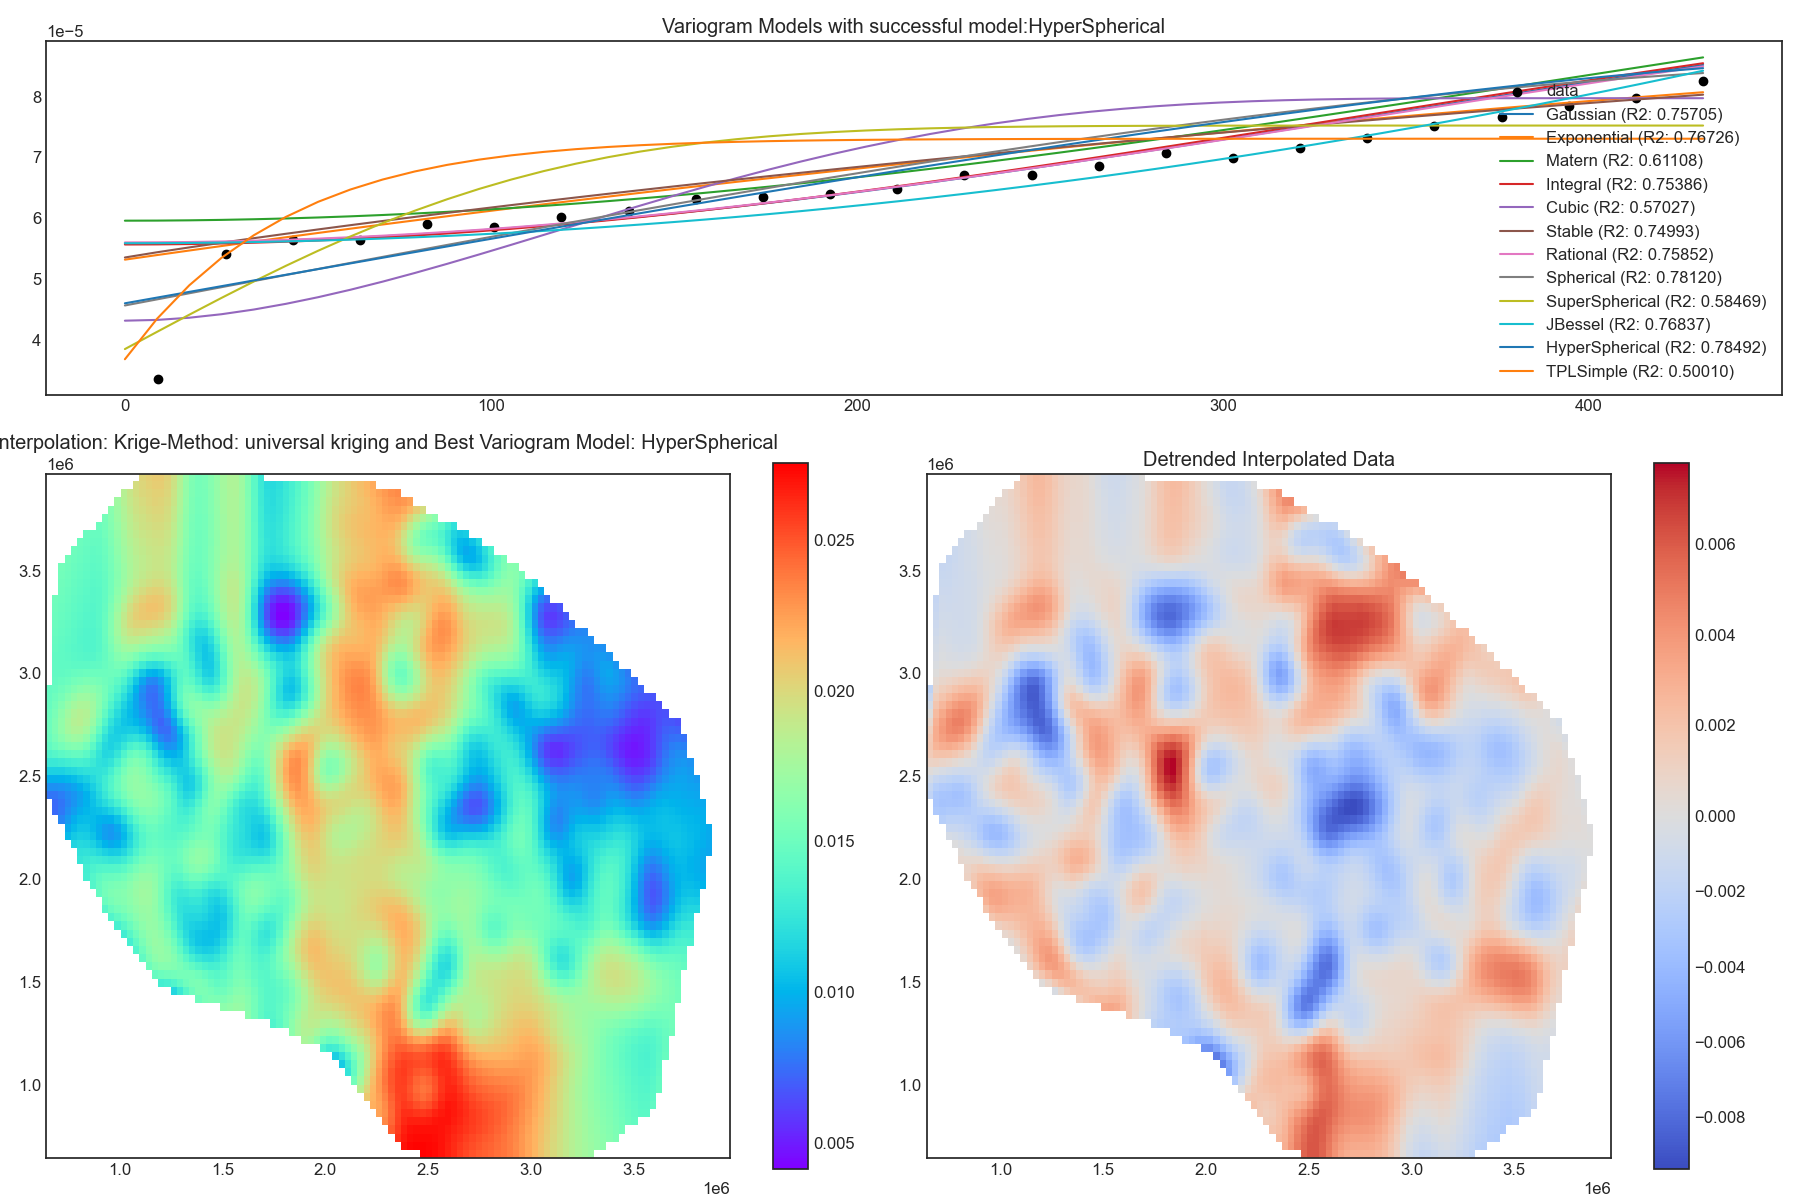 Variogram Models with successful model:HyperSpherical
1e−5
8
7
6
5
4
0
100
200
300
400
data
Gaussian (R2: 0.75705)
Exponential (R2: 0.76726)
Matern (R2: 0.61108)
Integral (R2: 0.75386)
Cubic (R2: 0.57027)
Stable (R2: 0.74993)
Rational (R2: 0.75852)
Spherical (R2: 0.78120)
SuperSpherical (R2: 0.58469)
JBessel (R2: 0.76837)
HyperSpherical (R2: 0.78492)
TPLSimple (R2: 0.50010)
nterpolation: Krige-Method: universal kriging and Best Variogram Model: HyperSpherical
1e6
3.5
3.0
2.5
2.0
1.5
1.0
1.0
1.5
2.0
2.5
3.0
3.5
1e6
0.025
0.020
0.015
0.010
0.005
Detrended Interpolated Data
1e6
3.5
3.0
2.5
2.0
1.5
1.0
1.0
1.5
2.0
2.5
3.0
3.5
1e6
0.006
0.004
0.002
0.000
−0.002
−0.004
−0.006
−0.008